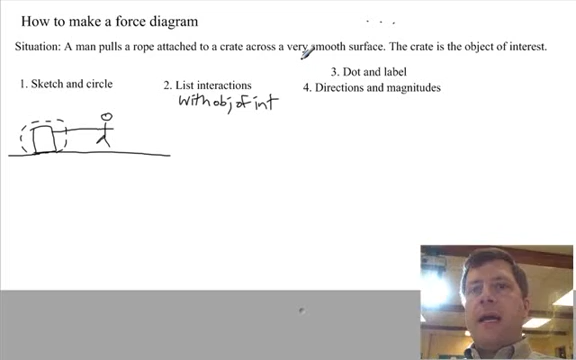 How to make a force diagram
Situation: A man pulls a rope attached to a crate across a very smooth surface. The crate is the object of interest.
1. Sketch and circle
2. List interactions
with obj of int
3. Dot and label
4. Directions and magnitudes